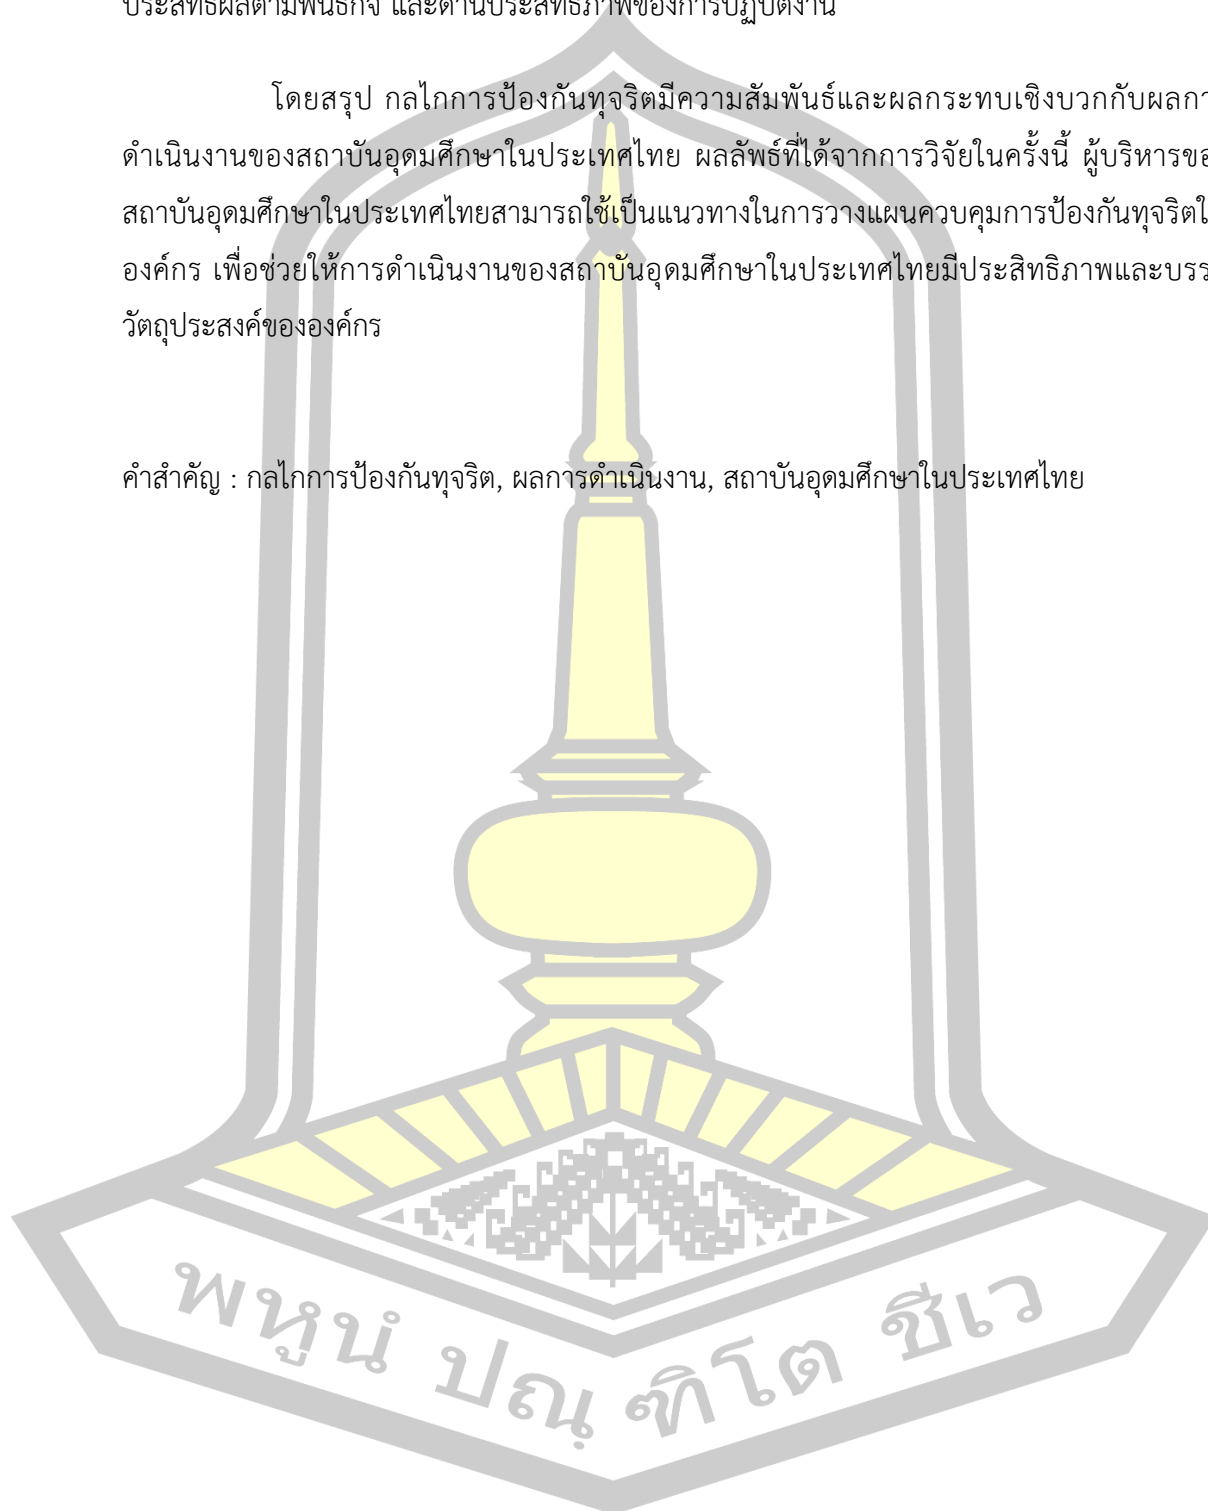 ประสิทธิผลตามพันธกิจ และด้านประสิทธิภาพของการปฏิบัติงาน
โดยสรุป กลไกการป้องกันทุจริตมีความสัมพันธ์และผลกระทบเชิงบวกกับผลกา
ดำเนินงานของสถาบันอุดมศึกษาในประเทศไทย ผลลัพธ์ที่ได้จากการวิจัยในครั้งนี้ ผู้บริหารขอ
สถาบันอุดมศึกษาในประเทศไทยสามารถใช้เป็นแนวทางในการวางแผนควบคุมการป้องกันทุจริตใ
องค์กร เพื่อช่วยให้การดำเนินงานของสถาบันอุดมศึกษาในประเทศไทยมีประสิทธิภาพและบรร
วัตถุประสงค์ขององค์กร
คำสำคัญ : กลไกการป้องกันทุจริต, ผลการดำเนินงาน, สถาบันอุดมศึกษาในประเทศไทย
พหูนํ ปณฺฑิโต ชีเว